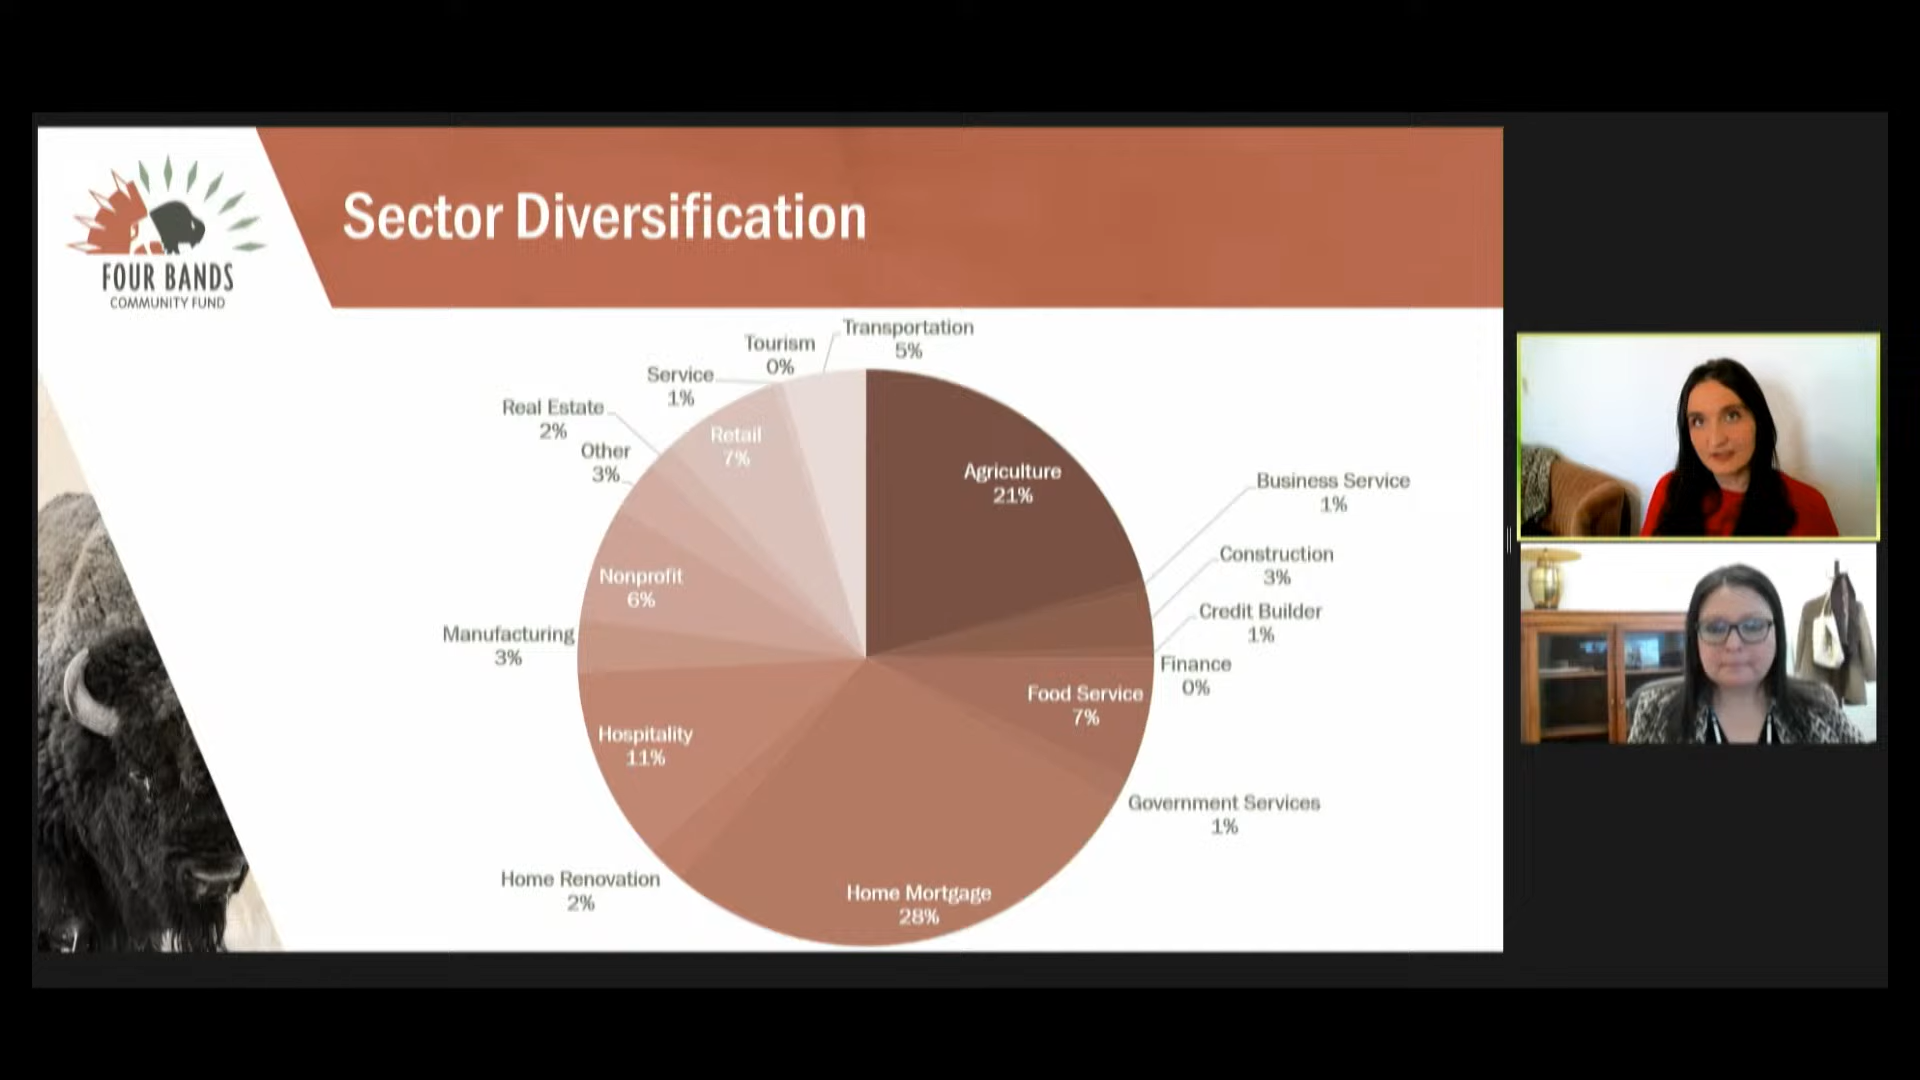 FOUR BANDS
COMMUNITY FUND
Sector Diversification
Transportation
5%
Tourism
0%
Service
1%
Real Estate
2%
Other
3%
Retail
7%
Agriculture
21%
Business Service
1%
Construction
3%
Credit Builder
1%
Finance
0%
Food Service
7%
Government Services
1%
Home Mortgage
28%
Home Renovation
2%
Hospitality
11%
Manufacturing
3%
Nonprofit
6%